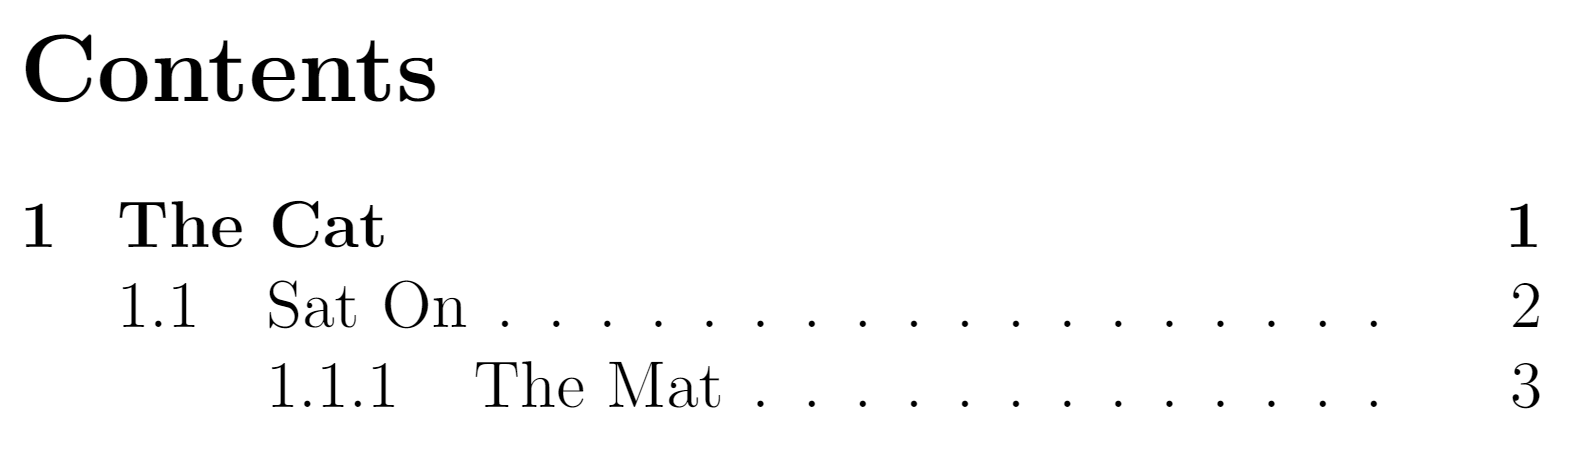 Contents
1 The Cat 1
1.1 Sat On . . . . . . . . . . . . . . . . . . 2
1.1.1 The Mat . . . . . . . . . . . . . 3